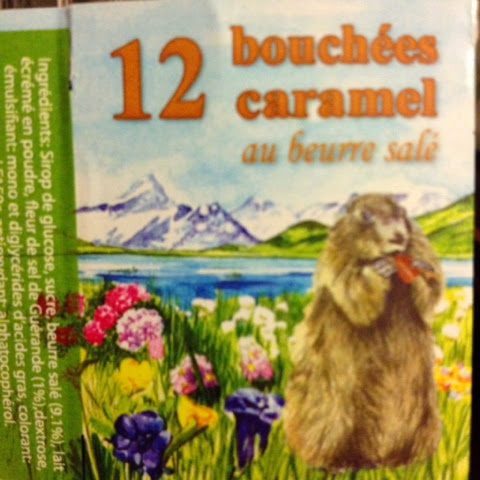 12 bouchées
caramel
au beurre salé
Ingrédients: Sirop de glucose, sucre, beurre salé (9,1%), lait
écrémé en poudre, fleur de sel de Guérande (1%),dextrose,
émulsifiant: mono et diglycérides d'acides gras, colorant:
antioxydant: alphatocophérol.